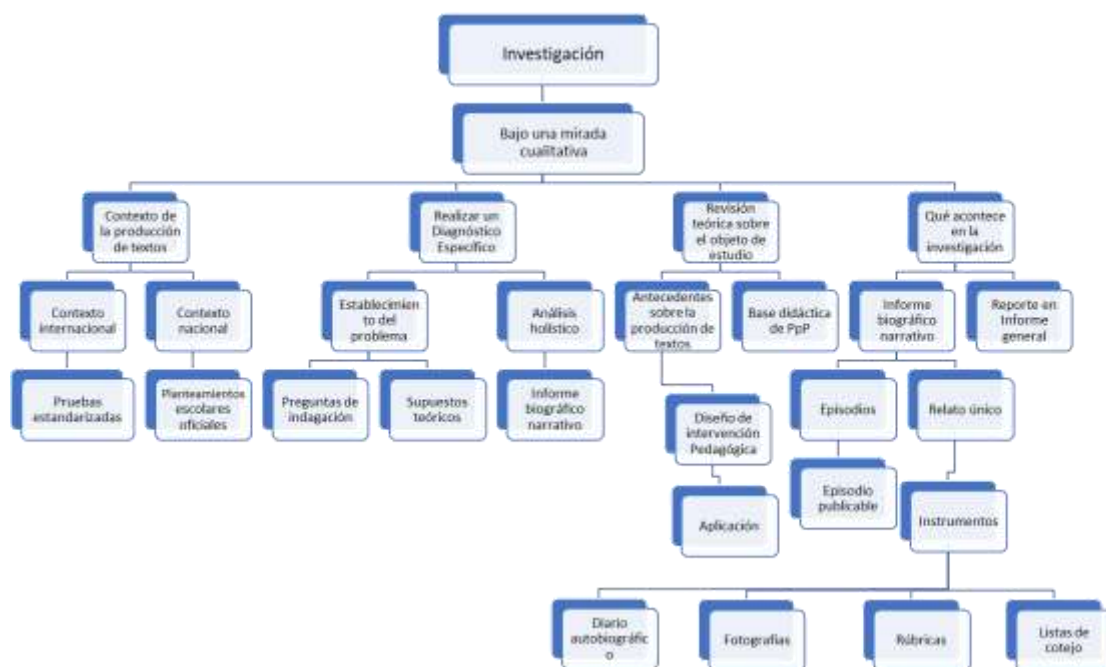 Investigación
Bajo una mirada
cualitativa
Contexto de
la producción
de textos
Realizar un
Diagnóstico
Específico
Revisión
teórica sobre
el objeto de
estudio
Qué acontece
en la
investigación
Contexto
internacional
Contexto
nacional
Establecimien
to del
problema
Análisis
holístico
Antecedentes
sobre la
producción de
textos
Base didáctica
de PpP
Informe
biográfico
narrativo
Reporte en
Informe
general
Pruebas
estandarizadas
Planteamientos
escolares
oficiales
Preguntas de
indagación
Supuestos
teóricos
Informe
biográfico
narrativo
Diseño de
intervención
Pedagógica
Episodios
Relato único
Aplicación
Episodio
publicable
Instrumentos
Diario
autobiográfic
o
Fotografías
Rúbricas
Listas de
cotejo